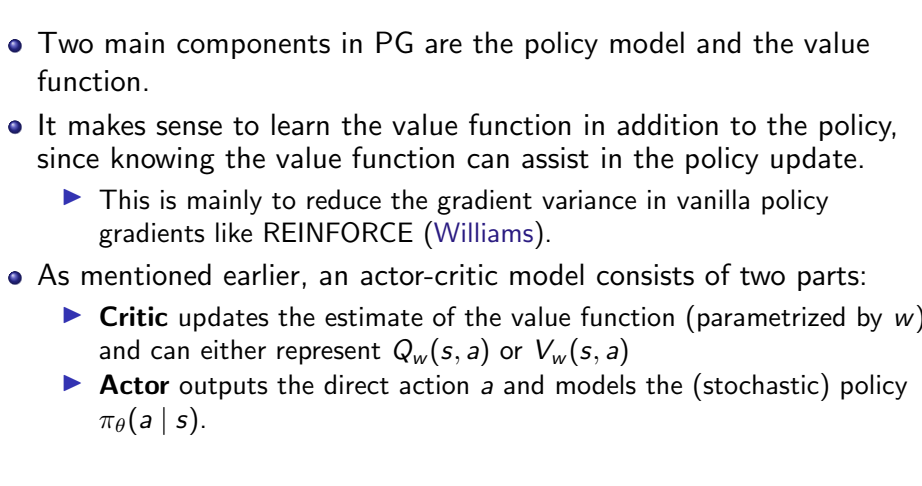 Two main components in PG are the policy model and the value
function.
It makes sense to learn the value function in addition to the policy,
since knowing the value function can assist in the policy update.
This is mainly to reduce the gradient variance in vanilla policy
gradients like REINFORCE (Williams).
As mentioned earlier, an actor-critic model consists of two parts:
Critic updates the estimate of the value function (parametrized by w)
and can either represent Q_w(s, a) or V_w(s, a)
Actor outputs the direct action a and models the (stochastic) policy
π_θ(a | s).